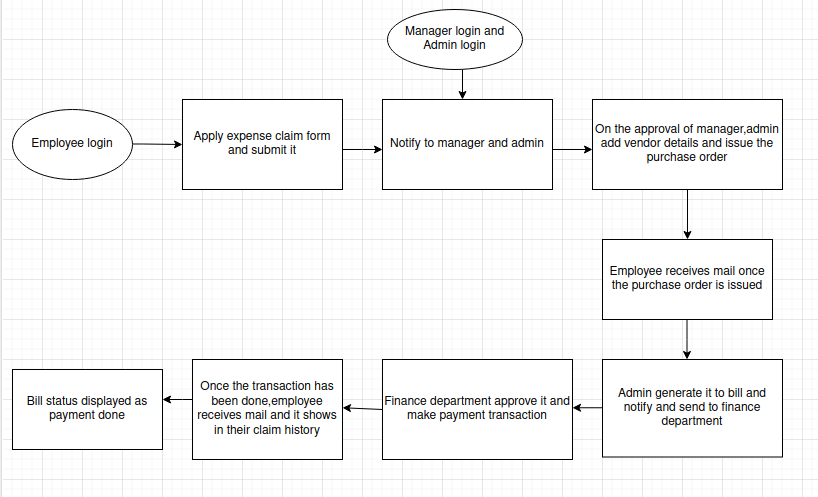 Manager login and
Admin login
Employee login
Apply expense claim form
and submit it
Notify to manager and admin
On the approval of manager,admin
add vendor details and issue the
purchase order
Employee receives mail once
the purchase order is issued
Admin generate it to bill and
notify and send to finance
department
Finance department approve it and
make payment transaction
Once the transaction has
been done,employee
receives mail and it shows
in their claim history
Bill status displayed as
payment done